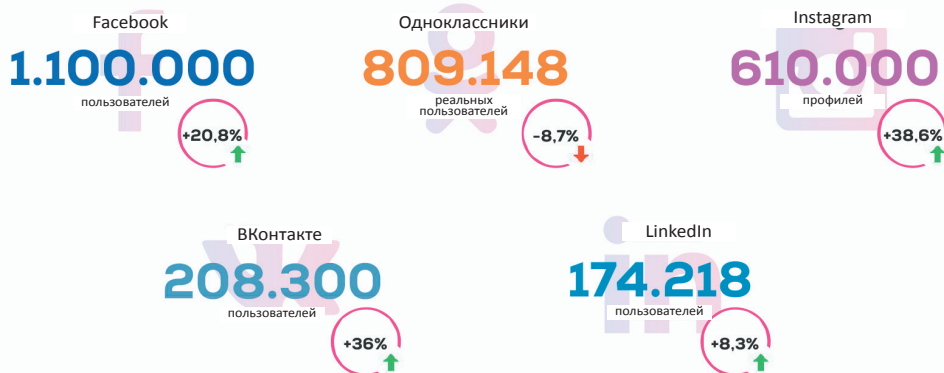 Facebook
1.100.000
пользователей
+20,8%
Одноклассники
809.148
реальных
пользователей
-8,7%
Instagram
610.000
профилей
+38,6%
ВКонтакте
208.300
пользователей
+36%
LinkedIn
174.218
пользователей
+8,3%